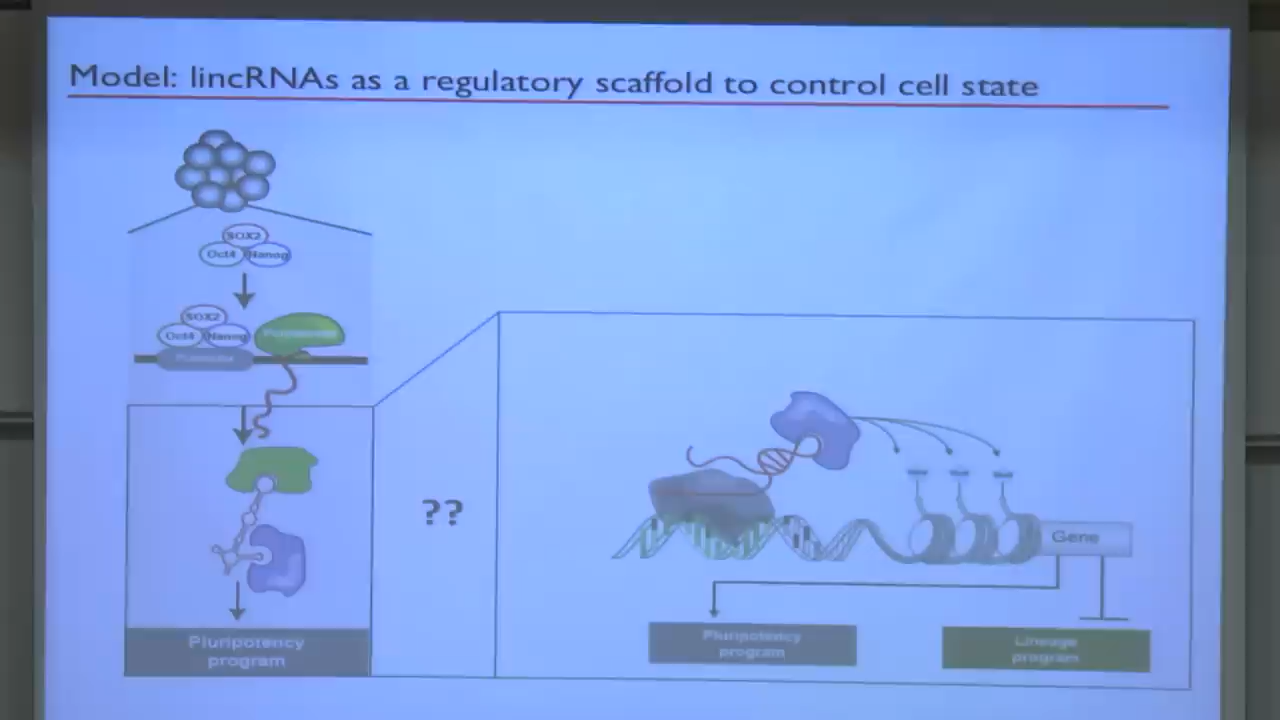 Model: lincRNAs as a regulatory scaffold to control cell state
SOX2
Oct4 Nanog
SOX2
Oct4 Nanog
Promoter
??
Gene
Pluripotency
program
Pluripotency
program
Lineage
program